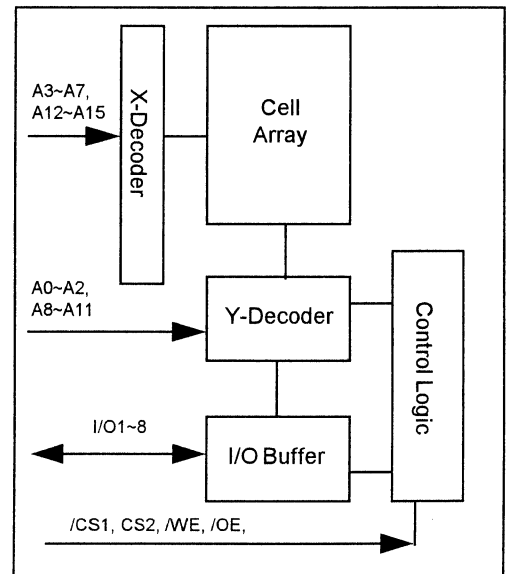 A3~A7,
A12~A15
X-Decoder
Cell
Array
A0~A2,
A8~A11
Y-Decoder
Control Logic
I/O1~8
I/O Buffer
/CS1, CS2, /WE, /OE,